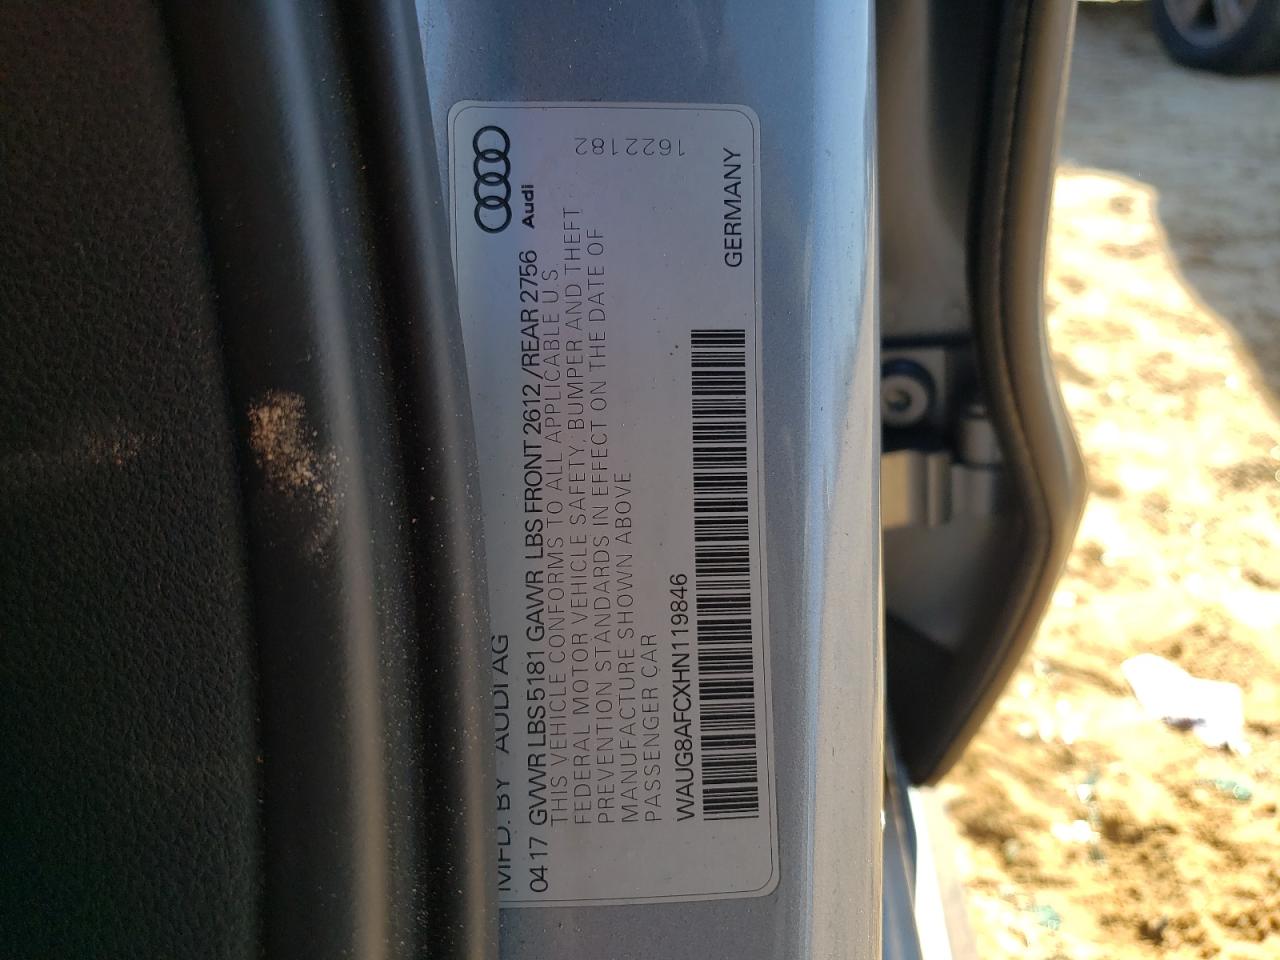 MFD. BY AUDI AG
04 17 GVWR LBS 5181 GAWR LBS FRONT 2612 /REAR 2756
Audi
THIS VEHICLE CONFORMS TO ALL APPLICABLE U.S.
FEDERAL MOTOR VEHICLE SAFETY, BUMPER AND THEFT
PREVENTION STANDARDS IN EFFECT ON THE DATE OF
MANUFACTURE SHOWN ABOVE
PASSENGER CAR
1622182
WAUG8AFCXHN119846
GERMANY